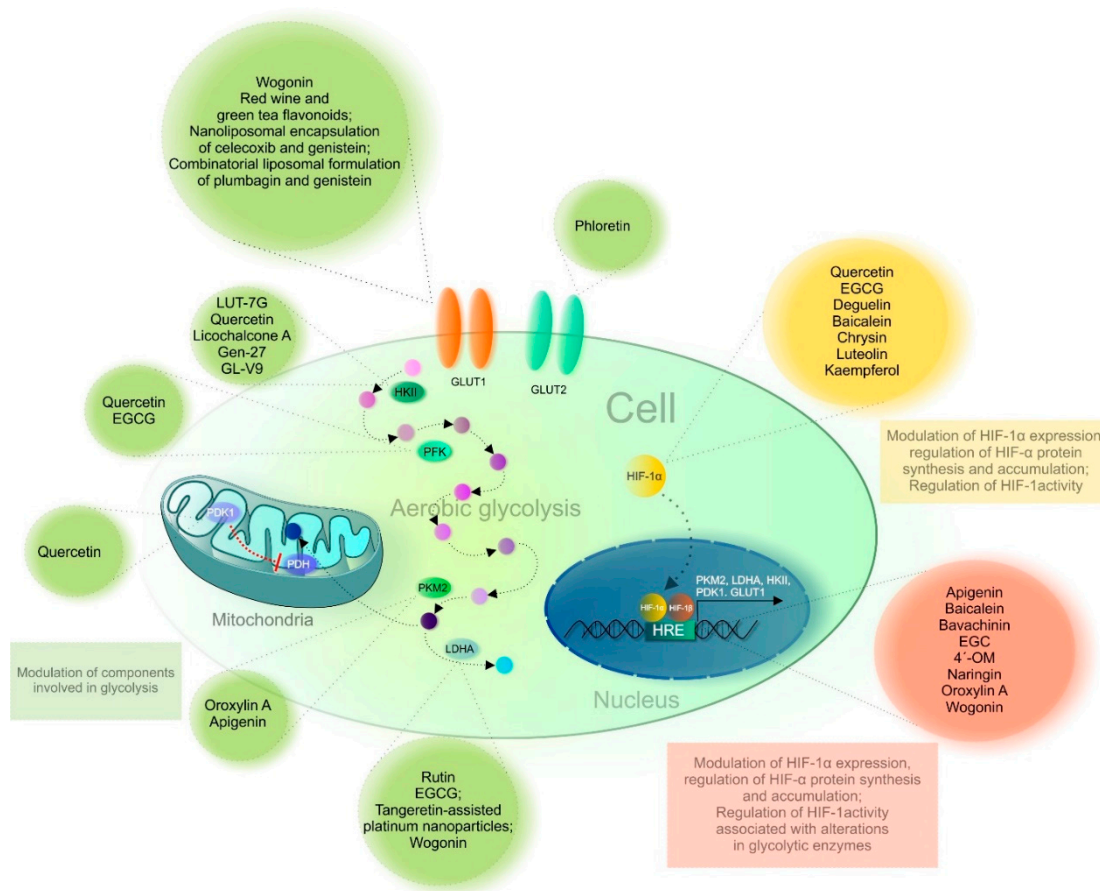 Wogonin
Red wine and
green tea flavonoids;
Nanoliposomal encapsulation
of celecoxib and genistein;
Combinatorial liposomal formulation
of plumbagin and genistein
Phloretin
Quercetin
EGCG
Deguelin
Baicalein
Chrysin
Luteolin
Kaempferol
LUT-7G
Quercetin
Licochalcone A
Gen-27
GL-V9
GLUT1
GLUT2
HKII
Cell
Quercetin
EGCG
PFK
Modulation of HIF-1α expression,
regulation of HIF-α protein
synthesis and accumulation;
Regulation of HIF-1activity
HIF-1α
Aerobic glycolysis
PDK1
PDH
Quercetin
Mitochondria
PKM2
LDHA
PKM2, LDHA, HKII,
PDK1. GLUT1
HIF-1α
HIF-1β
HRE
Nucleus
Apigenin
Baicalein
Bavachinin
EGC
4´-OM
Naringin
Oroxylin A
Wogonin
Modulation of components
involved in glycolysis
Oroxylin A
Apigenin
Rutin
EGCG;
Tangeretin-assisted
platinum nanoparticles;
Wogonin
Modulation of HIF-1α expression,
regulation of HIF-α protein synthesis
and accumulation;
Regulation of HIF-1activity
associated with alterations
in glycolytic enzymes